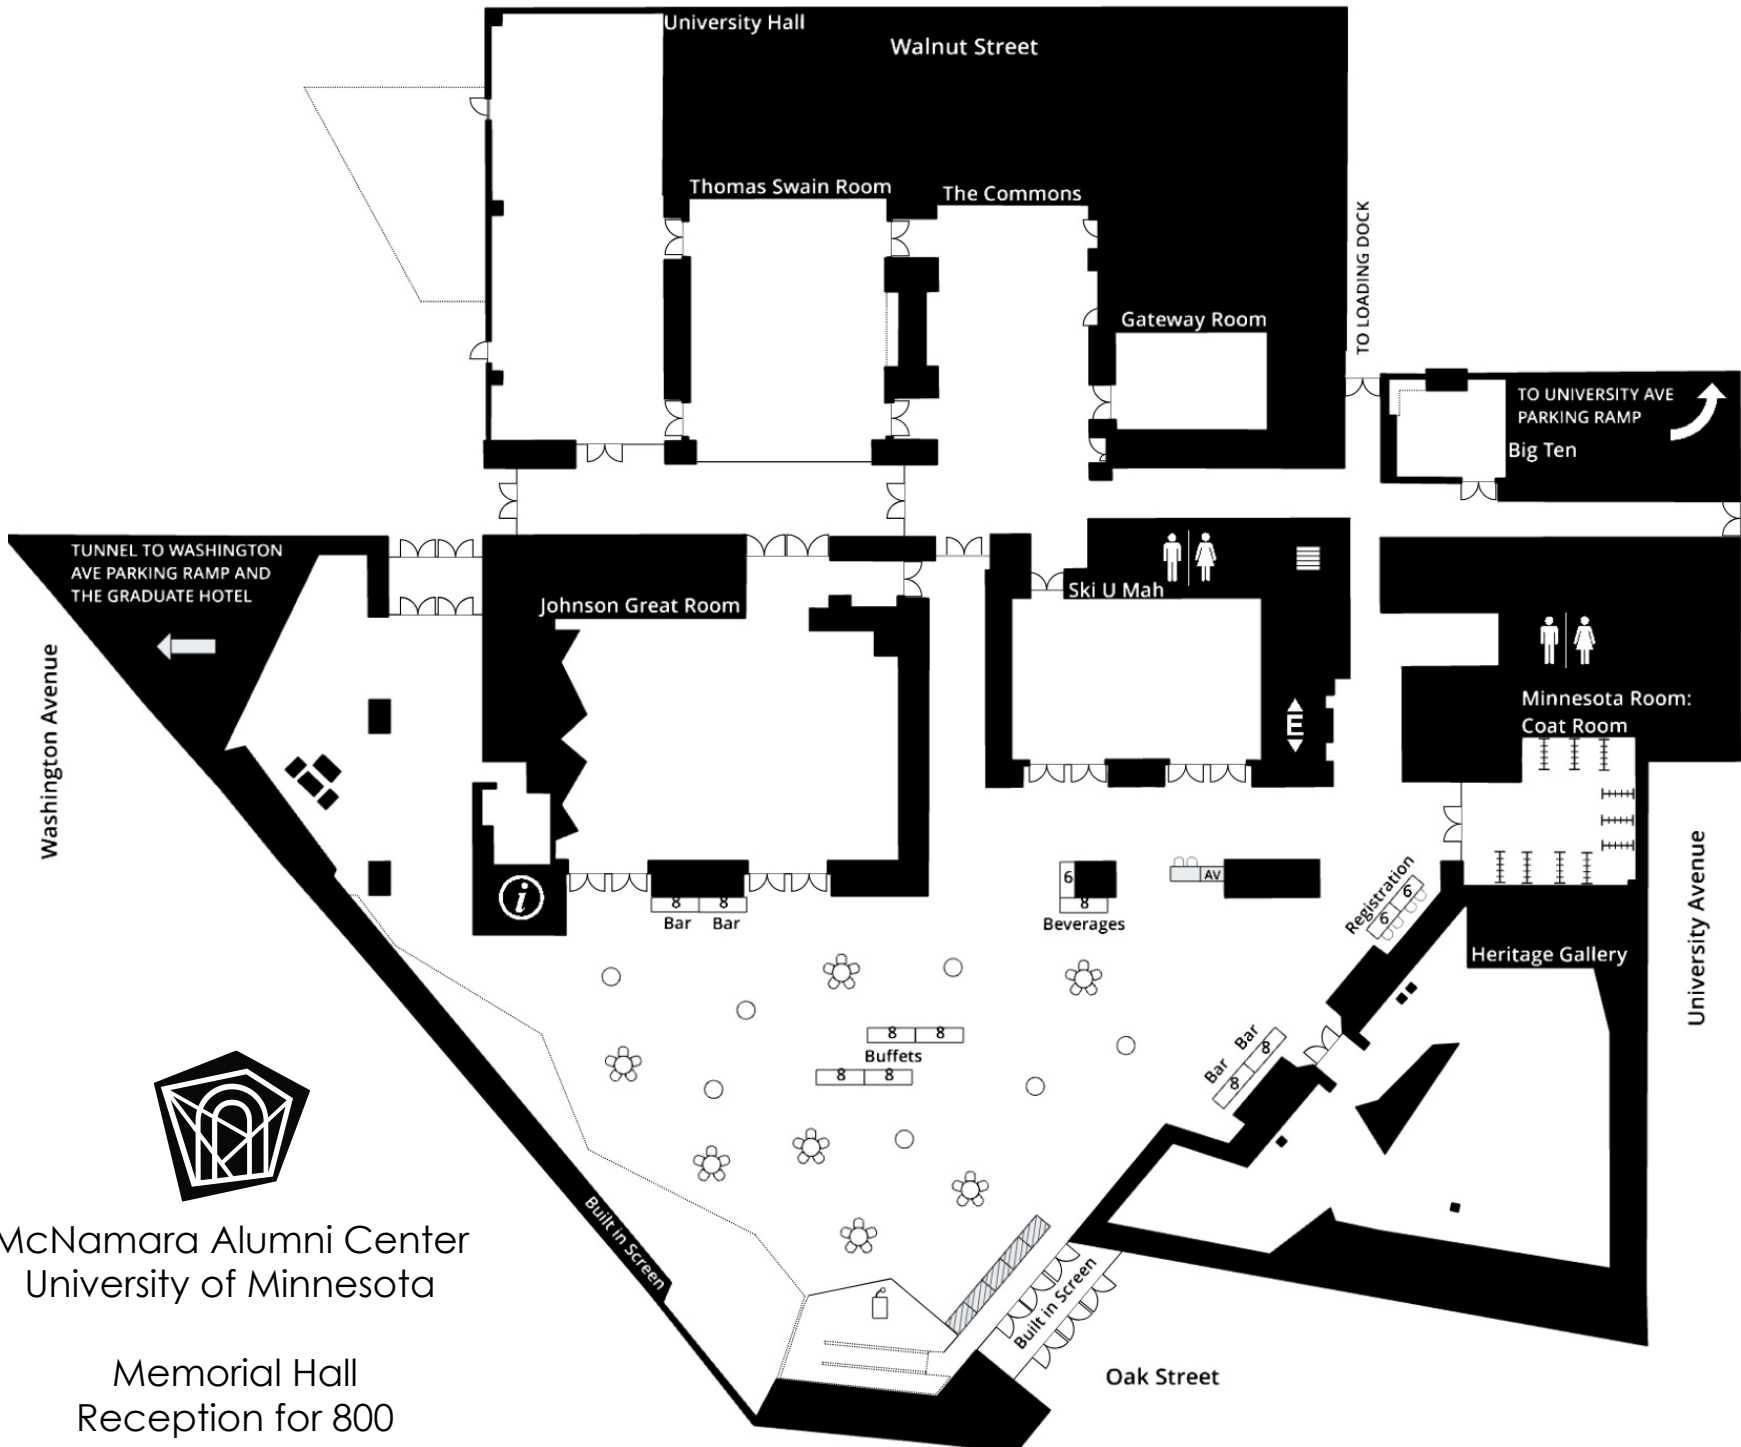 University Hall
Walnut Street
Thomas Swain Room
The Commons
TO LOADING DOCK
Gateway Room
TO UNIVERSITY AVE
PARKING RAMP
Big Ten
TUNNEL TO WASHINGTON
AVE PARKING RAMP AND
THE GRADUATE HOTEL
Johnson Great Room
Ski U Mah
Washington Avenue
Minnesota Room:
Coat Room
E
University Avenue
i
8 8
Bar Bar
6
8
Beverages
AV
Registration
6 6
Heritage Gallery
8 8
Buffets
8 8
Bar Bar
8 8
Built in Screen
Built in Screen
Oak Street
McNamara Alumni Center
University of Minnesota
Memorial Hall
Reception for 800